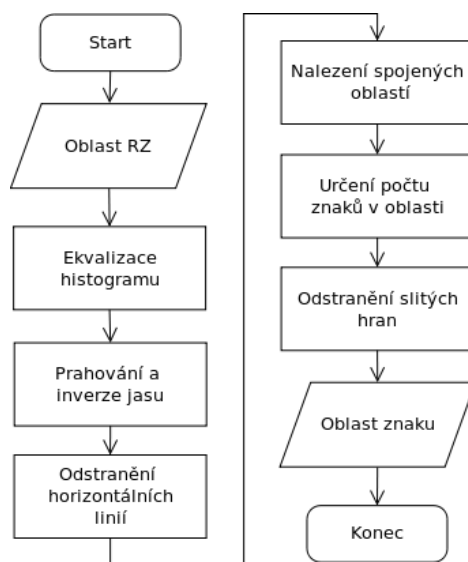 Start
Oblast RZ
Ekvalizace
histogramu
Prahování a
inverze jasu
Odstranění
horizontálních
linií
Nalezení spojených
oblastí
Určení počtu
znaků v oblasti
Odstranění slitých
hran
Oblast znaku
Konec